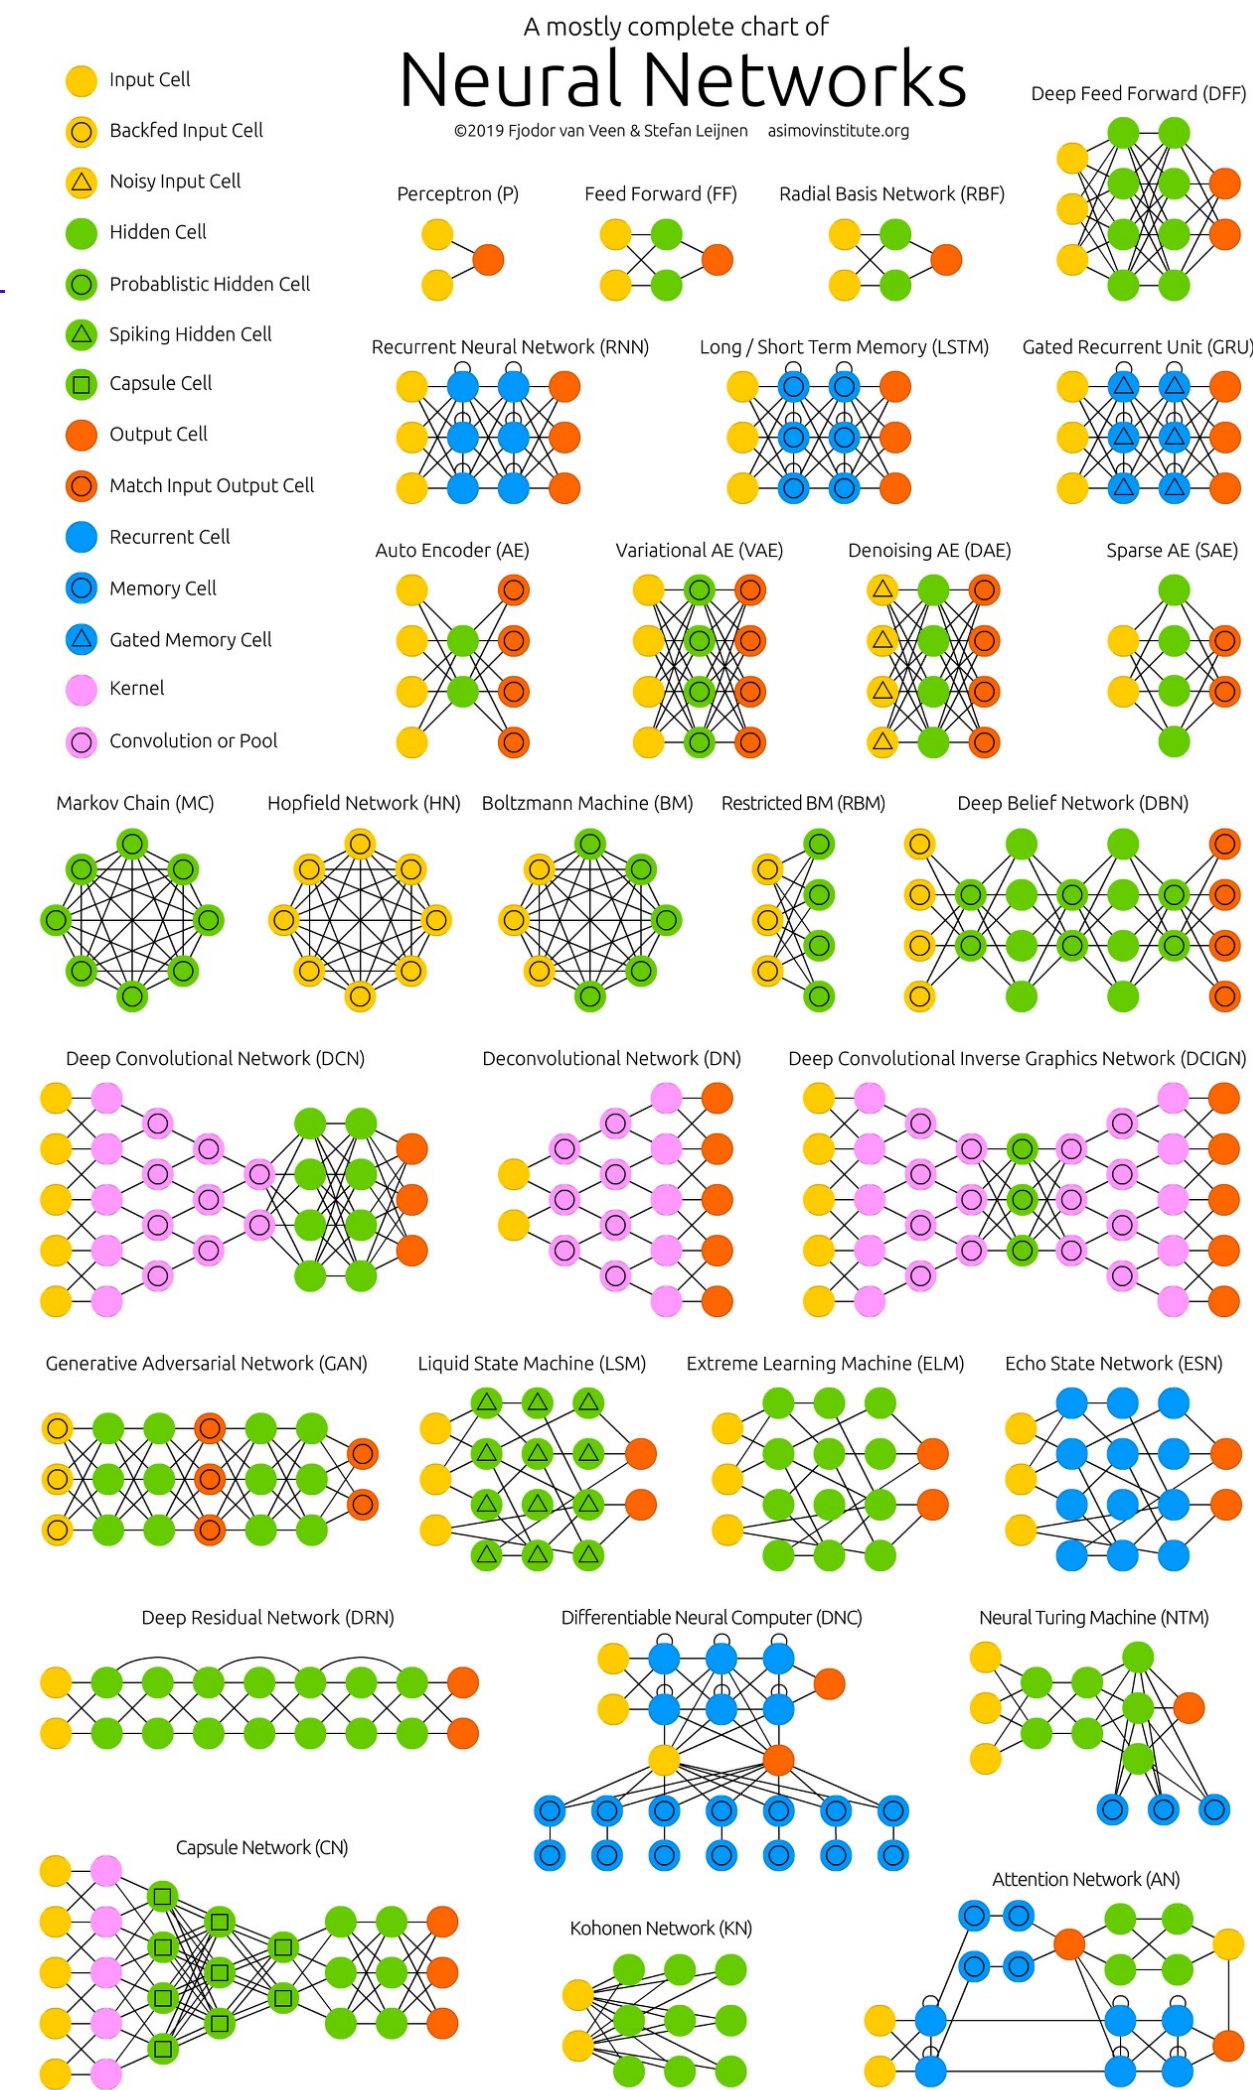 A mostly complete chart of
Neural Networks
©2019 Fjodor van Veen & Stefan Leijnen asimovinstitute.org
Input Cell
Backfed Input Cell
Noisy Input Cell
Hidden Cell
Probablistic Hidden Cell
Spiking Hidden Cell
Capsule Cell
Output Cell
Match Input Output Cell
Recurrent Cell
Memory Cell
Gated Memory Cell
Kernel
Convolution or Pool
Deep Feed Forward (DFF)
Perceptron (P)
Feed Forward (FF)
Radial Basis Network (RBF)
Recurrent Neural Network (RNN)
Long / Short Term Memory (LSTM)
Gated Recurrent Unit (GRU)
Auto Encoder (AE)
Variational AE (VAE)
Denoising AE (DAE)
Sparse AE (SAE)
Markov Chain (MC)
Hopfield Network (HN)
Boltzmann Machine (BM)
Restricted BM (RBM)
Deep Belief Network (DBN)
Deep Convolutional Network (DCN)
Deconvolutional Network (DN)
Deep Convolutional Inverse Graphics Network (DCIGN)
Generative Adversarial Network (GAN)
Liquid State Machine (LSM)
Extreme Learning Machine (ELM)
Echo State Network (ESN)
Deep Residual Network (DRN)
Differentiable Neural Computer (DNC)
Neural Turing Machine (NTM)
Capsule Network (CN)
Kohonen Network (KN)
Attention Network (AN)